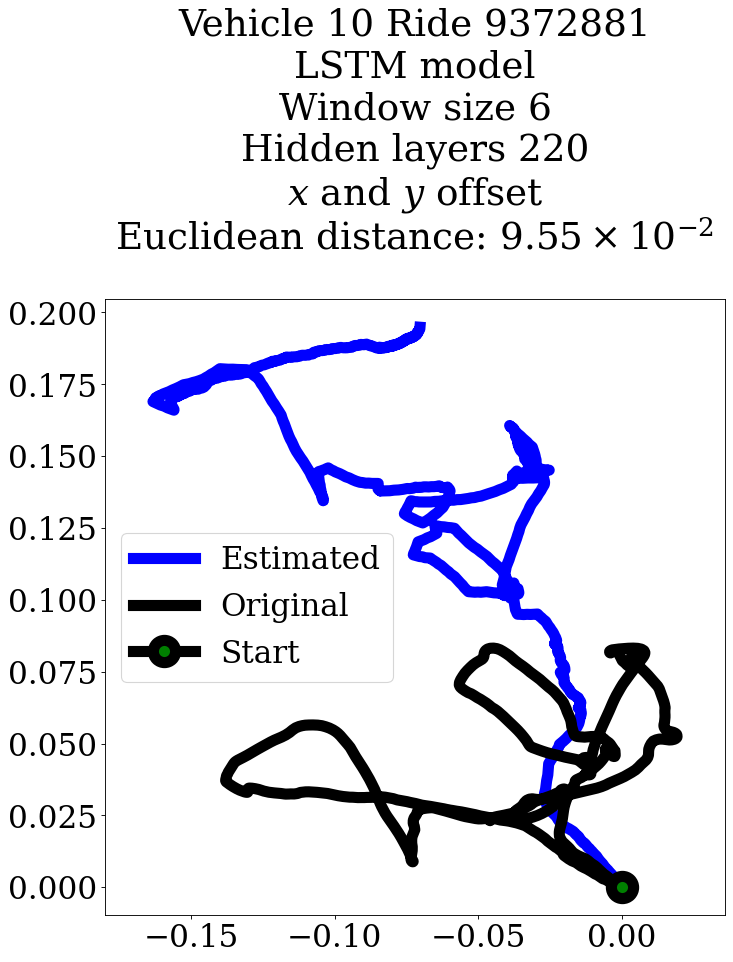 Vehicle 10 Ride 9372881
LSTM model
Window size 6
Hidden layers 220
x and y offset
Euclidean distance: 9.55 × 10⁻²
0.200
0.175
0.150
0.125
0.100
0.075
0.050
0.025
0.000
Estimated
Original
Start
−0.15 −0.10 −0.05 0.00